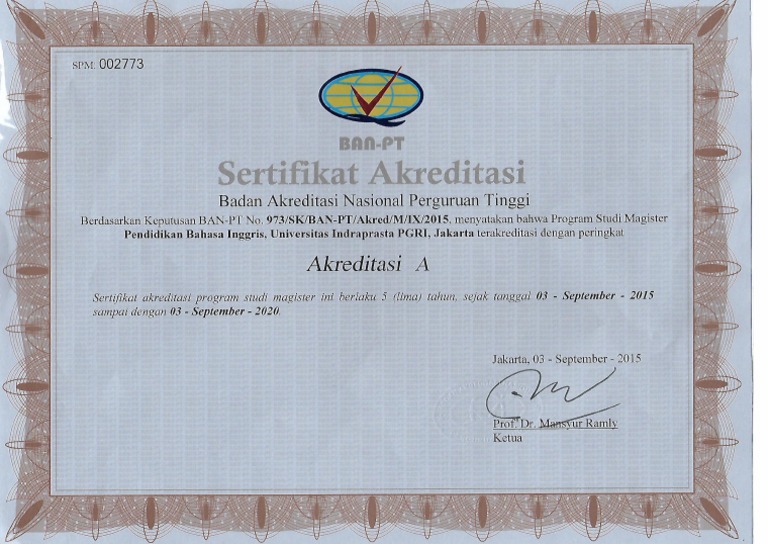 SPM: 002773
BAN-PT
Sertifikat Akreditasi
Badan Akreditasi Nasional Perguruan Tinggi
Berdasarkan Keputusan BAN-PT No. 973/SK/BAN-PT/Akred/M/IX/2015, menyatakan bahwa Program Studi Magister
Pendidikan Bahasa Inggris, Universitas Indraprasta PGRI, Jakarta terakreditasi dengan peringkat
Akreditasi A
Sertifikat akreditasi program studi magister ini berlaku 5 (lima) tahun, sejak tanggal 03 - September - 2015
sampai dengan 03 - September - 2020.
Jakarta, 03 - September - 2015
Prof. Dr. Mansyur Ramly
Ketua